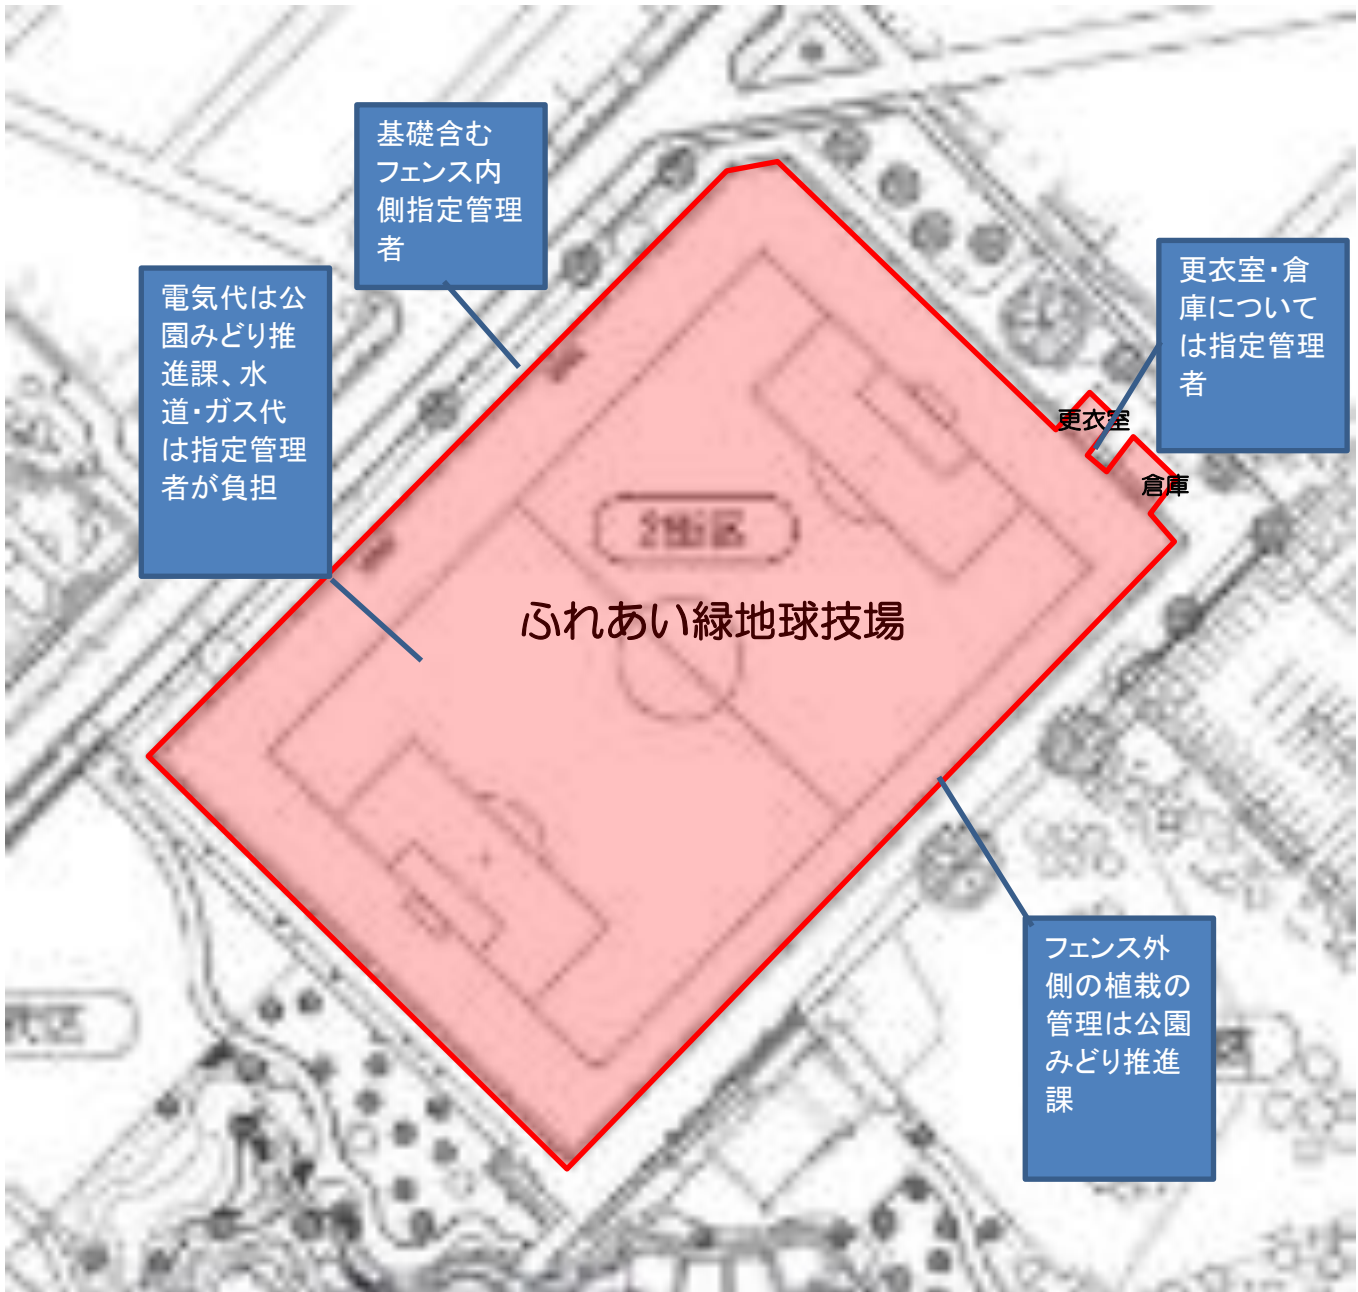 基礎含む
フェンス内
側指定管理
者
電気代は公
園みどり推
進課、水
道・ガス代
は指定管理
者が負担
更衣室・倉
庫について
は指定管理
者
更衣室
倉庫
ふれあい緑地球技場
フェンス外
側の植栽の
管理は公園
みどり推進
課